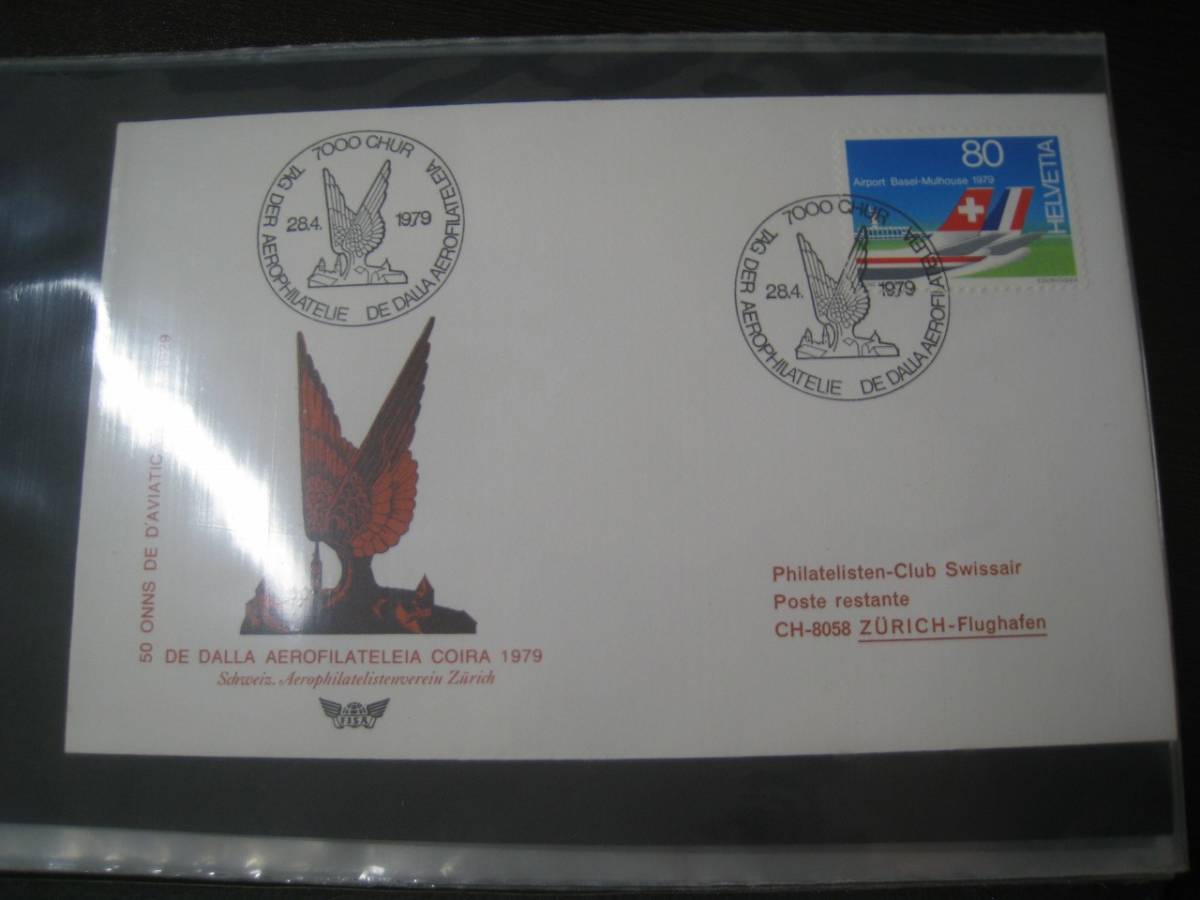 7000 CHUR
28.4. 1979
TAG DER AEROPHILATELIE DE DALLA AEROFILATELEIA
80
Airport Basel-Mulhouse 1979
HELVETIA
7000 CHUR
28.4. 1979
TAG DER AEROPHILATELIE DE DALLA AEROFILATELEIA
50 ONNS DE D'AVIATIC
DE DALLA AEROFILATELEIA COIRA 1979
Schweiz. Aerophilatelistenverein Zürich
FISA
Philatelisten-Club Swissair
Poste restante
CH-8058 ZÜRICH-Flughafen